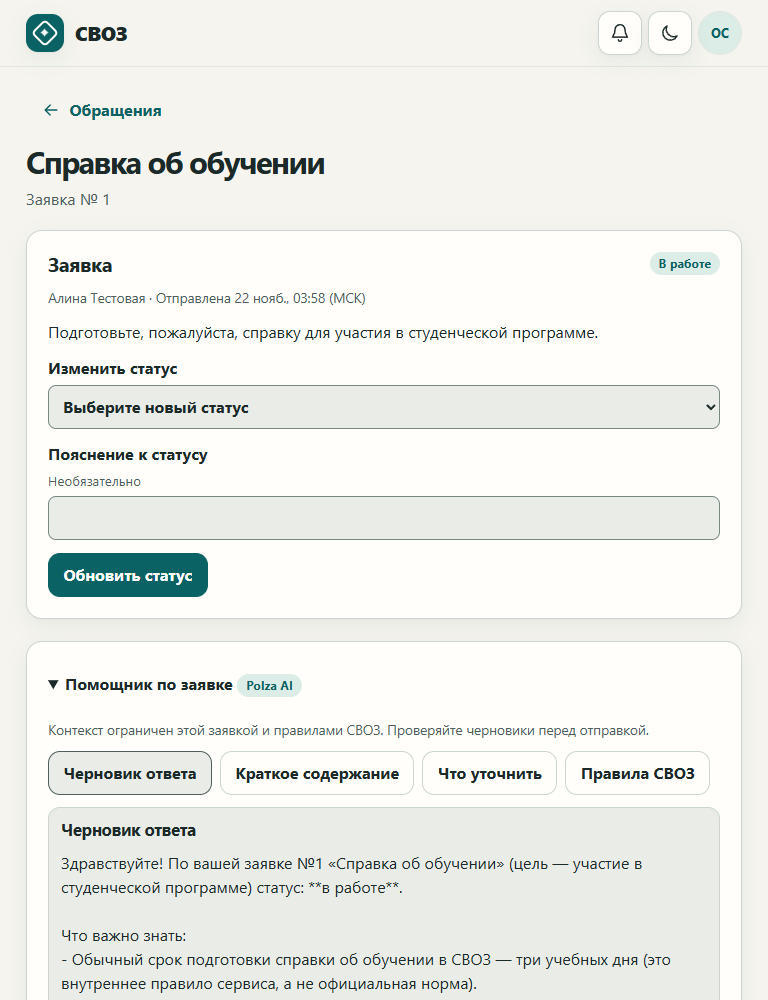 СВОЗ
ОС
← Обращения
Справка об обучении
Заявка № 1
Заявка
В работе
Алина Тестовая · Отправлена 22 нояб., 03:58 (МСК)
Подготовьте, пожалуйста, справку для участия в студенческой программе.
Изменить статус
Выберите новый статус
Пояснение к статусу
Необязательно
Обновить статус
▼ Помощник по заявке Polza AI
Контекст ограничен этой заявкой и правилами СВОЗ. Проверяйте черновики перед отправкой.
Черновик ответа Краткое содержание Что уточнить Правила СВОЗ
Черновик ответа
Здравствуйте! По вашей заявке №1 «Справка об обучении» (цель — участие в
студенческой программе) статус: **в работе**.
Что важно знать:
- Обычный срок подготовки справки об обучении в СВОЗ — три учебных дня (это
внутреннее правило сервиса, а не официальная норма).